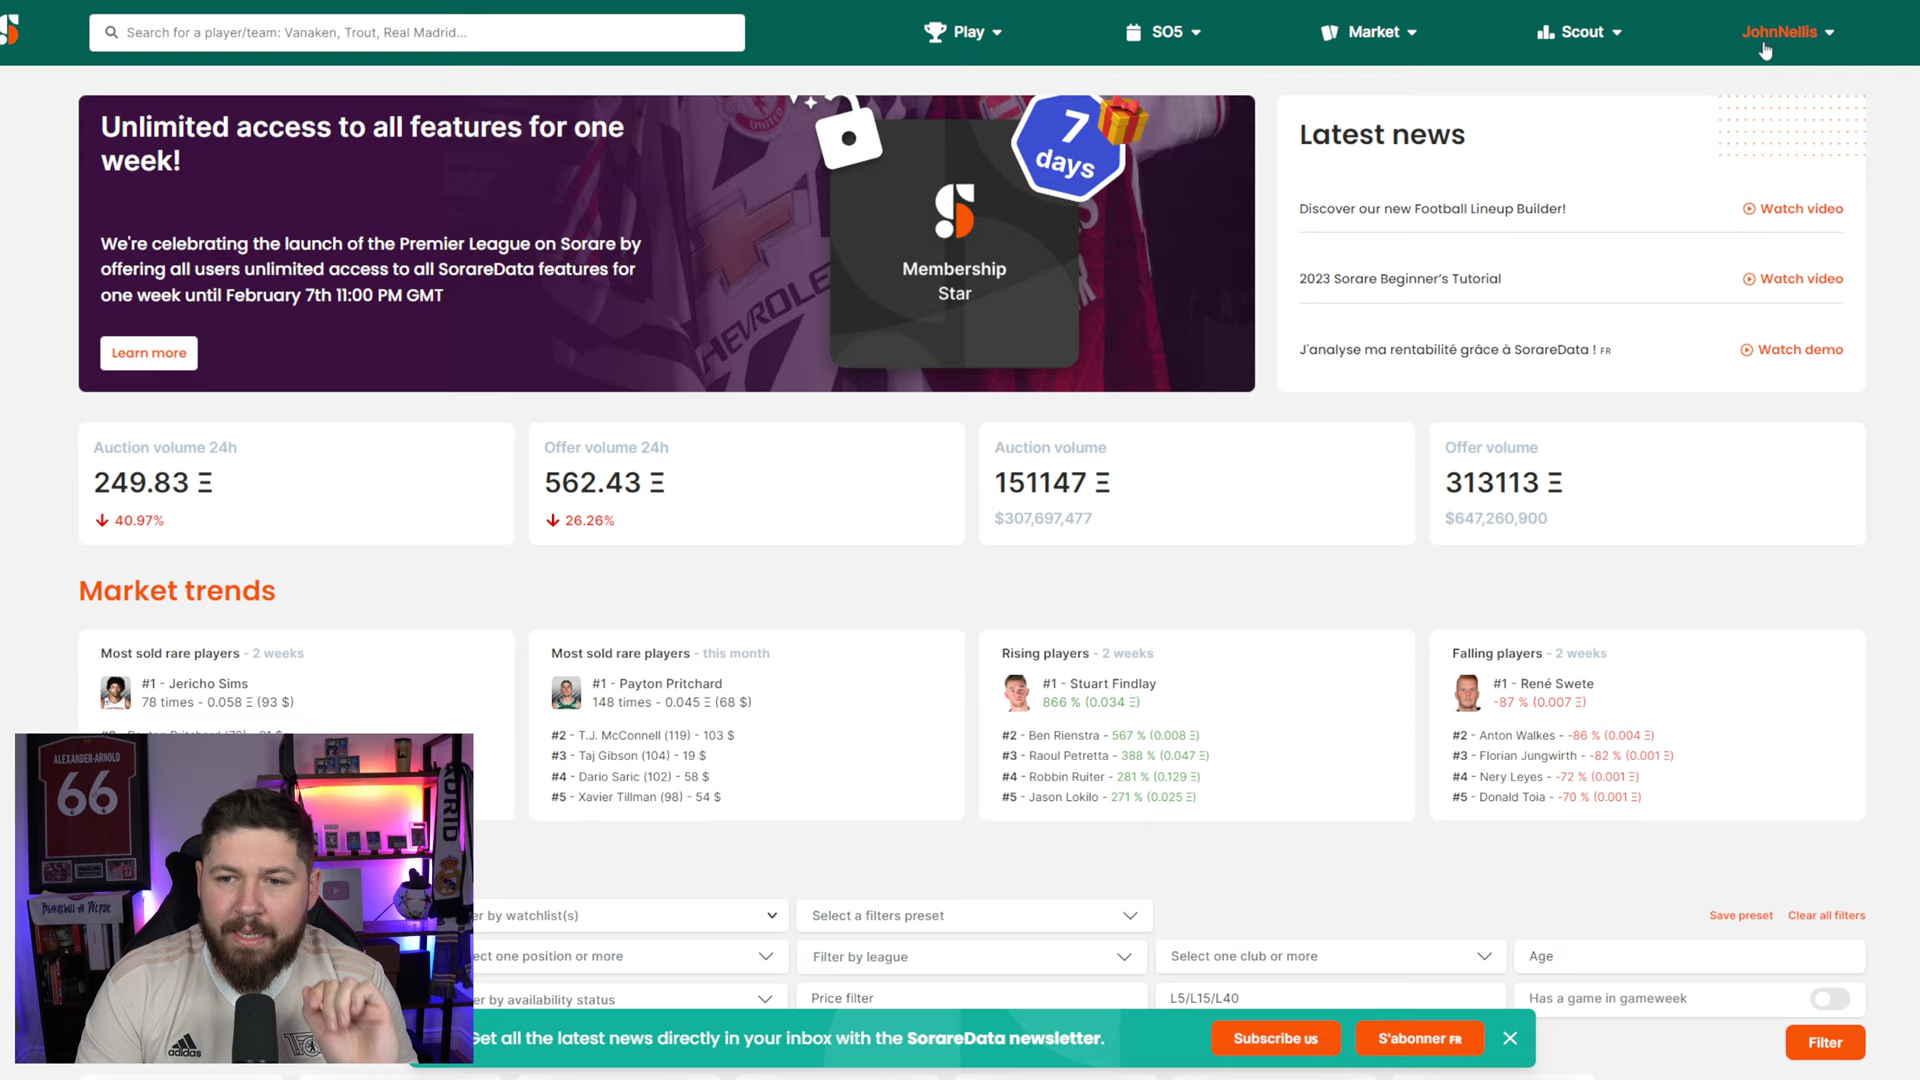 Search for a player/team: Vanaken, Trout, Real Madrid...
Play
SO5
Market
Scout
JohnNellis
Unlimited access to all features for one
week!
We're celebrating the launch of the Premier League on Sorare by
offering all users unlimited access to all SorareData features for
one week until February 7th 11:00 PM GMT
Learn more
UNITED
CHEVROLE
7
days
Membership
Star
Latest news
Discover our new Football Lineup Builder!
Watch video
2023 Sorare Beginner's Tutorial
Watch video
J'analyse ma rentabilité grâce à SorareData ! FR
Watch demo
Auction volume 24h
249.83 Ξ
40.97%
Offer volume 24h
562.43 Ξ
26.26%
Auction volume
151147 Ξ
$307,697,477
Offer volume
313113 Ξ
$647,260,900
Market trends
Most sold rare players - 2 weeks
#1 - Jericho Sims
78 times - 0.058 Ξ (93 $)
Most sold rare players - this month
#1 - Payton Pritchard
148 times - 0.045 Ξ (68 $)
#2 - T.J. McConnell (119) - 103 $
#3 - Taj Gibson (104) - 19 $
#4 - Dario Saric (102) - 58 $
#5 - Xavier Tillman (98) - 54 $
Rising players - 2 weeks
#1 - Stuart Findlay
866 % (0.034 Ξ)
#2 - Ben Rienstra - 567 % (0.008 Ξ)
#3 - Raoul Petretta - 388 % (0.047 Ξ)
#4 - Robbin Ruiter - 281 % (0.129 Ξ)
#5 - Jason Lokilo - 271 % (0.025 Ξ)
Falling players - 2 weeks
#1 - René Swete
-87 % (0.007 Ξ)
#2 - Anton Walkes - -86 % (0.004 Ξ)
#3 - Florian Jungwirth - -82 % (0.001 Ξ)
#4 - Nery Leyes - -72 % (0.001 Ξ)
#5 - Donald Toia - -70 % (0.001 Ξ)
ALEXANDER-ARNOLD
66
adidas
er by watchlist(s)
Select a filters preset
Save preset
Clear all filters
ect one position or more
Filter by league
Select one club or more
Age
er by availability status
Price filter
L5/L15/L40
Has a game in gameweek
Get all the latest news directly in your inbox with the SorareData newsletter.
Subscribe US
S'abonner FR
Filter